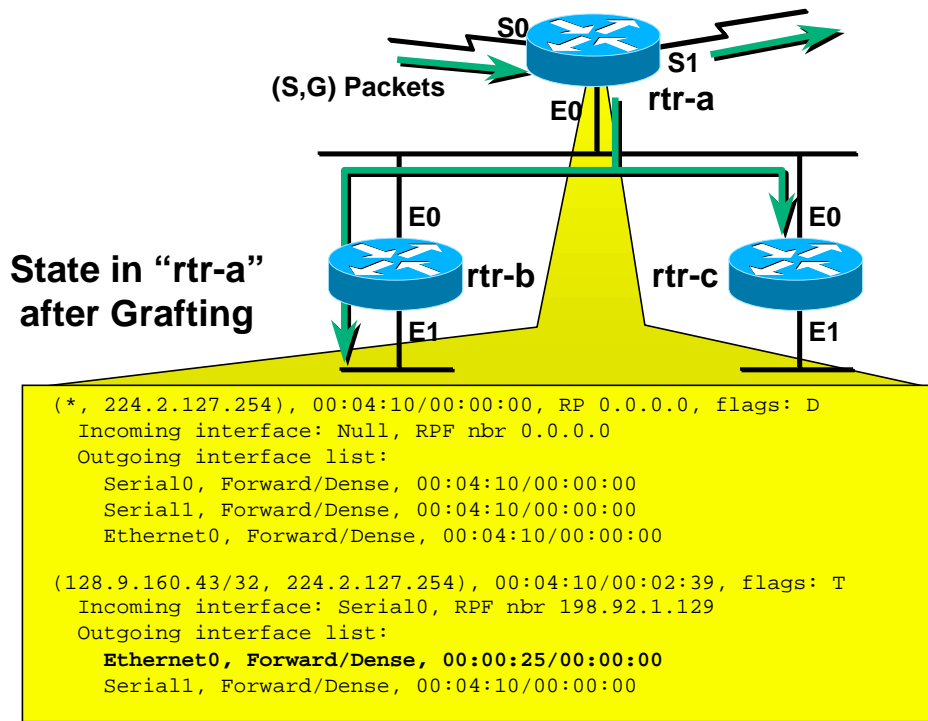 S0
S1
(S,G) Packets
rtr-a
E0
E0
E0
State in “rtr-a”
after Grafting
rtr-b
rtr-c
E1
E1
(*, 224.2.127.254), 00:04:10/00:00:00, RP 0.0.0.0, flags: D
Incoming interface: Null, RPF nbr 0.0.0.0
Outgoing interface list:
Serial0, Forward/Dense, 00:04:10/00:00:00
Serial1, Forward/Dense, 00:04:10/00:00:00
Ethernet0, Forward/Dense, 00:04:10/00:00:00
(128.9.160.43/32, 224.2.127.254), 00:04:10/00:02:39, flags: T
Incoming interface: Serial0, RPF nbr 198.92.1.129
Outgoing interface list:
Ethernet0, Forward/Dense, 00:00:25/00:00:00
Serial1, Forward/Dense, 00:04:10/00:00:00